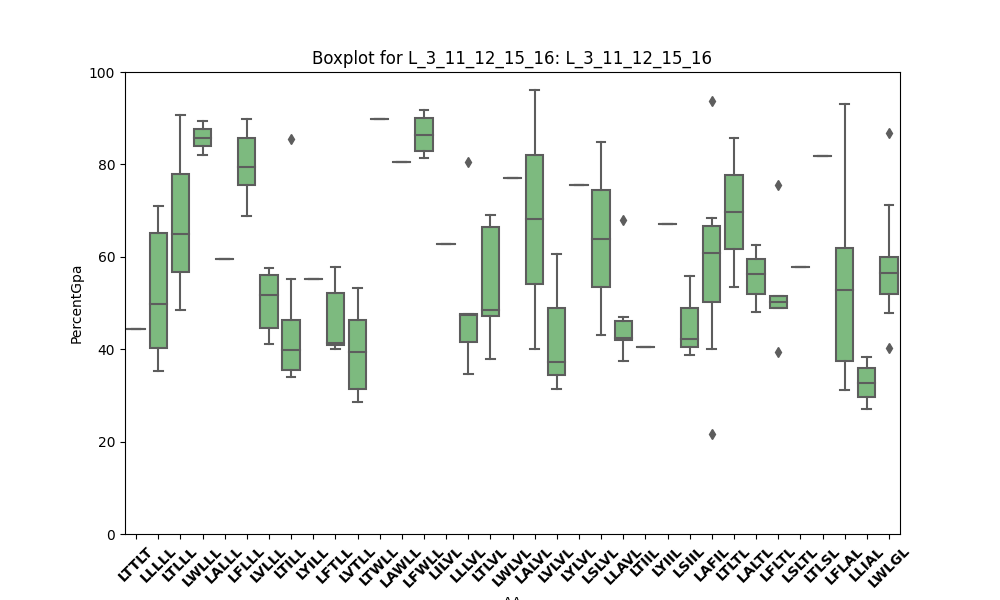 Boxplot for L_3_11_12_15_16: L_3_11_12_15_16
PercentGpa
100
80
60
40
20
0
LTTLT
LLLLL
LTLLL
LWLLL
LALLL
LFLLL
LVLLL
LTILL
LYILL
LFTLL
LVTLL
LTWLL
LAWLL
LFWLL
LILVL
LLLVL
LTLVL
LWLVL
LALVL
LVLVL
LYLVL
LSLVL
LLAVL
LTIIL
LYIIL
LSIIL
LAFIL
LTLTL
LALTL
LFLTL
LSLTL
LTLSL
LFLAL
LLIAL
LWLGL